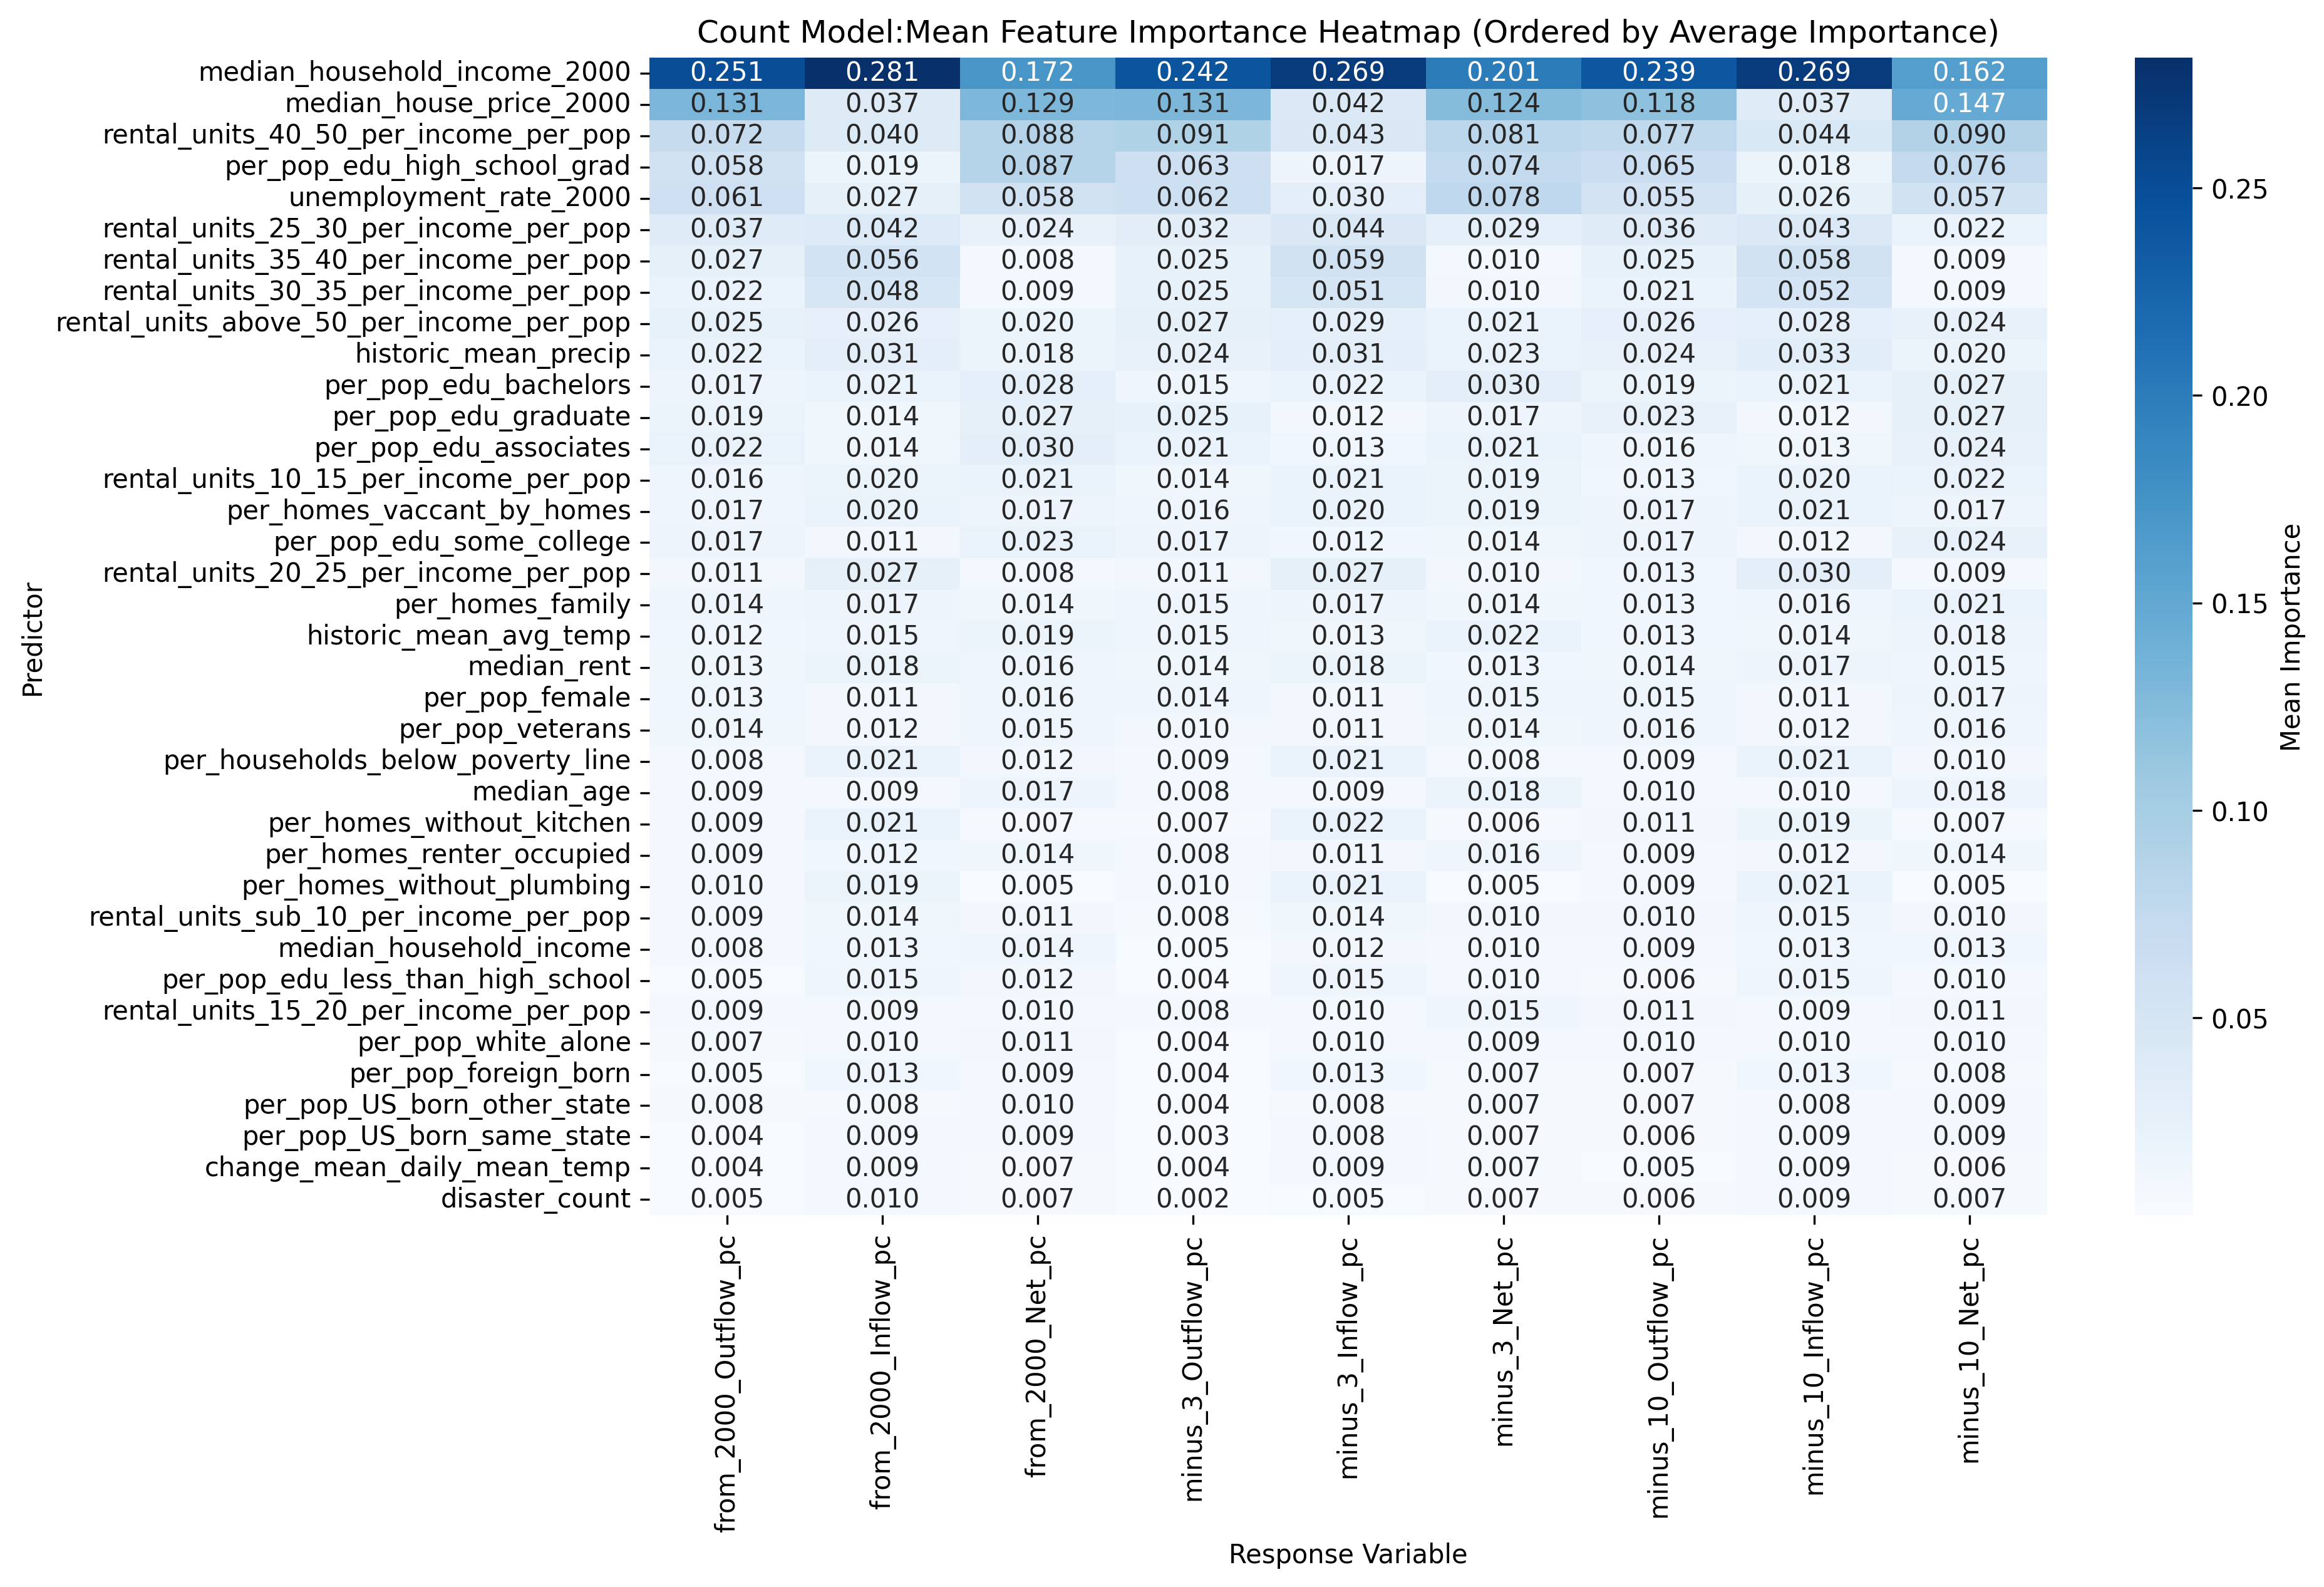 Count Model:Mean Feature Importance Heatmap (Ordered by Average Importance)
median_household_income_2000 0.251 0.281 0.172 0.242 0.269 0.201 0.239 0.269 0.162
median_house_price_2000 0.131 0.037 0.129 0.131 0.042 0.124 0.118 0.037 0.147
rental_units_40_50_per_income_per_pop 0.072 0.040 0.088 0.091 0.043 0.081 0.077 0.044 0.090
per_pop_edu_high_school_grad 0.058 0.019 0.087 0.063 0.017 0.074 0.065 0.018 0.076
unemployment_rate_2000 0.061 0.027 0.058 0.062 0.030 0.078 0.055 0.026 0.057
rental_units_25_30_per_income_per_pop 0.037 0.042 0.024 0.032 0.044 0.029 0.036 0.043 0.022
rental_units_35_40_per_income_per_pop 0.027 0.056 0.008 0.025 0.059 0.010 0.025 0.058 0.009
rental_units_30_35_per_income_per_pop 0.022 0.048 0.009 0.025 0.051 0.010 0.021 0.052 0.009
rental_units_above_50_per_income_per_pop 0.025 0.026 0.020 0.027 0.029 0.021 0.026 0.028 0.024
historic_mean_precip 0.022 0.031 0.018 0.024 0.031 0.023 0.024 0.033 0.020
per_pop_edu_bachelors 0.017 0.021 0.028 0.015 0.022 0.030 0.019 0.021 0.027
per_pop_edu_graduate 0.019 0.014 0.027 0.025 0.012 0.017 0.023 0.012 0.027
per_pop_edu_associates 0.022 0.014 0.030 0.021 0.013 0.021 0.016 0.013 0.024
rental_units_10_15_per_income_per_pop 0.016 0.020 0.021 0.014 0.021 0.019 0.013 0.020 0.022
per_homes_vaccant_by_homes 0.017 0.020 0.017 0.016 0.020 0.019 0.017 0.021 0.017
per_pop_edu_some_college 0.017 0.011 0.023 0.017 0.012 0.014 0.017 0.012 0.024
rental_units_20_25_per_income_per_pop 0.011 0.027 0.008 0.011 0.027 0.010 0.013 0.030 0.009
per_homes_family 0.014 0.017 0.014 0.015 0.017 0.014 0.013 0.016 0.021
historic_mean_avg_temp 0.012 0.015 0.019 0.015 0.013 0.022 0.013 0.014 0.018
median_rent 0.013 0.018 0.016 0.014 0.018 0.013 0.014 0.017 0.015
per_pop_female 0.013 0.011 0.016 0.014 0.011 0.015 0.015 0.011 0.017
per_pop_veterans 0.014 0.012 0.015 0.010 0.011 0.014 0.016 0.012 0.016
per_households_below_poverty_line 0.008 0.021 0.012 0.009 0.021 0.008 0.009 0.021 0.010
median_age 0.009 0.009 0.017 0.008 0.009 0.018 0.010 0.010 0.018
per_homes_without_kitchen 0.009 0.021 0.007 0.007 0.022 0.006 0.011 0.019 0.007
per_homes_renter_occupied 0.009 0.012 0.014 0.008 0.011 0.016 0.009 0.012 0.014
per_homes_without_plumbing 0.010 0.019 0.005 0.010 0.021 0.005 0.009 0.021 0.005
rental_units_sub_10_per_income_per_pop 0.009 0.014 0.011 0.008 0.014 0.010 0.010 0.015 0.010
median_household_income 0.008 0.013 0.014 0.005 0.012 0.010 0.009 0.013 0.013
per_pop_edu_less_than_high_school 0.005 0.015 0.012 0.004 0.015 0.010 0.006 0.015 0.010
rental_units_15_20_per_income_per_pop 0.009 0.009 0.010 0.008 0.010 0.015 0.011 0.009 0.011
per_pop_white_alone 0.007 0.010 0.011 0.004 0.010 0.009 0.010 0.010 0.010
per_pop_foreign_born 0.005 0.013 0.009 0.004 0.013 0.007 0.007 0.013 0.008
per_pop_US_born_other_state 0.008 0.008 0.010 0.004 0.008 0.007 0.007 0.008 0.009
per_pop_US_born_same_state 0.004 0.009 0.009 0.003 0.008 0.007 0.006 0.009 0.009
change_mean_daily_mean_temp 0.004 0.009 0.007 0.004 0.009 0.007 0.005 0.009 0.006
disaster_count 0.005 0.010 0.007 0.002 0.005 0.007 0.006 0.009 0.007
Predictor
from_2000_Outflow_pc
from_2000_Inflow_pc
from_2000_Net_pc
minus_3_Outflow_pc
minus_3_Inflow_pc
minus_3_Net_pc
minus_10_Outflow_pc
minus_10_Inflow_pc
minus_10_Net_pc
Response Variable
0.25
0.20
0.15
0.10
0.05
Mean Importance